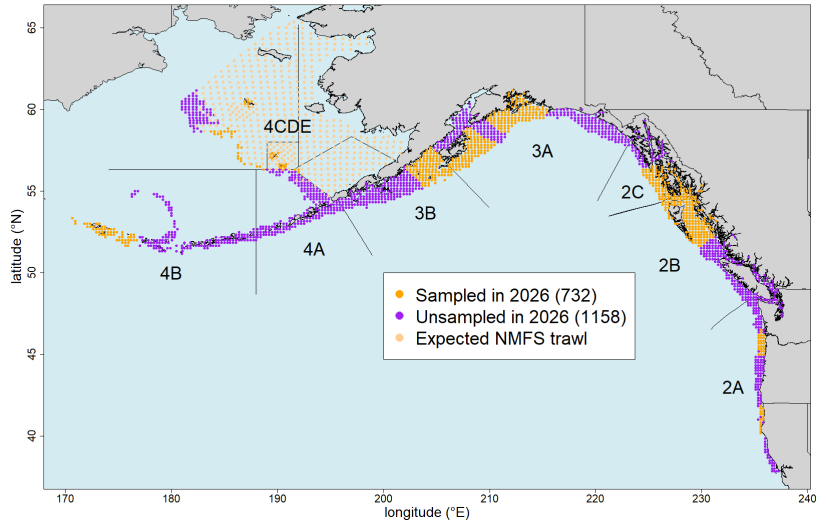 65
60
55
50
45
40
4CDE
3A
2C
3B
4A
4B
2B
Sampled in 2026 (732)
Unsampled in 2026 (1158)
Expected NMFS trawl
2A
170
180
190
200
210
220
230
240
longitude (°E)
latitude (°N)